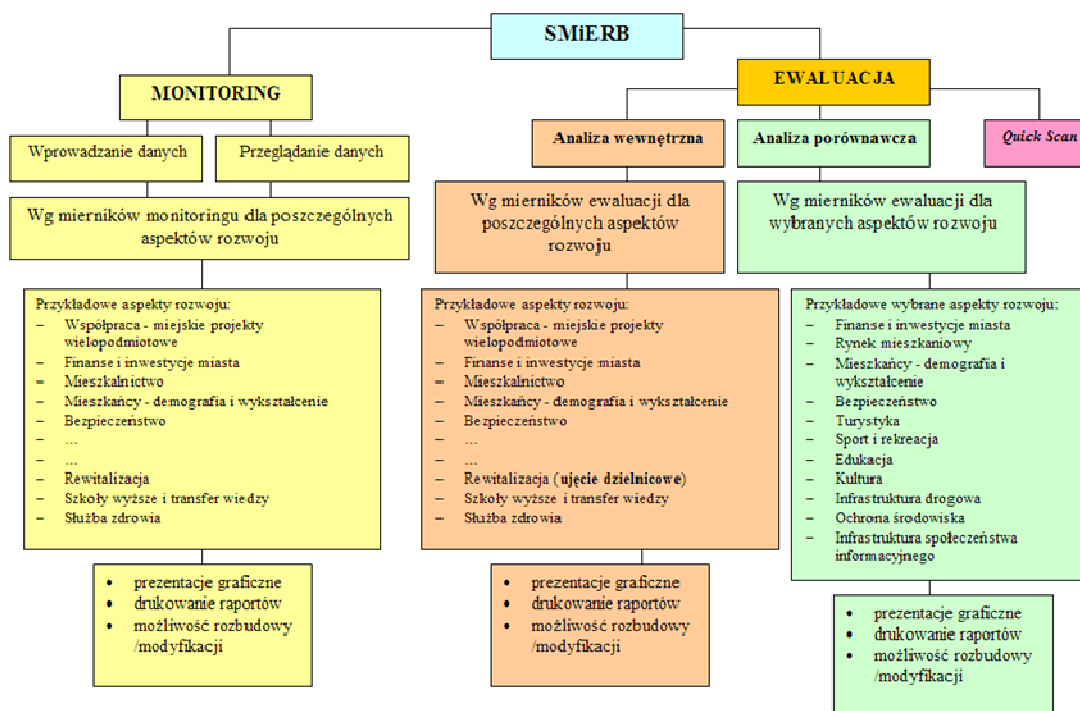 SMiERB
MONITORING
EWALUACJA
Wprowadzanie danych
Przeglądanie danych
Analiza wewnętrzna
Analiza porównawcza
Quick Scan
Wg mierników monitoringu dla poszczególnych
aspektów rozwoju
Wg mierników ewaluacji dla
poszczególnych aspektów
rozwoju
Wg mierników ewaluacji dla
wybranych aspektów rozwoju
Przykładowe aspekty rozwoju:
– Współpraca - miejskie projekty
wielopodmiotowe
– Finanse i inwestycje miasta
– Mieszkalnictwo
– Mieszkańcy - demografia i wykształcenie
– Bezpieczeństwo
– ...
– ...
– Rewitalizacja
– Szkoły wyższe i transfer wiedzy
– Służba zdrowia
Przykładowe aspekty rozwoju:
– Współpraca - miejskie projekty
wielopodmiotowe
– Finanse i inwestycje miasta
– Mieszkalnictwo
– Mieszkańcy - demografia i wykształcenie
– Bezpieczeństwo
– ...
– ...
– Rewitalizacja (ujęcie dzielnicowe)
– Szkoły wyższe i transfer wiedzy
– Służba zdrowia
Przykładowe wybrane aspekty rozwoju:
– Finanse i inwestycje miasta
– Rynek mieszkaniowy
– Mieszkańcy - demografia i
wykształcenie
– Bezpieczeństwo
– Turystyka
– Sport i rekreacja
– Edukacja
– Kultura
– Infrastruktura drogowa
– Ochrona środowiska
– Infrastruktura społeczeństwa
informacyjnego
• prezentacje graficzne
• drukowanie raportów
• możliwość rozbudowy
/modyfikacji
• prezentacje graficzne
• drukowanie raportów
• możliwość rozbudowy
/modyfikacji
• prezentacje graficzne
• drukowanie raportów
• możliwość rozbudowy
/modyfikacji